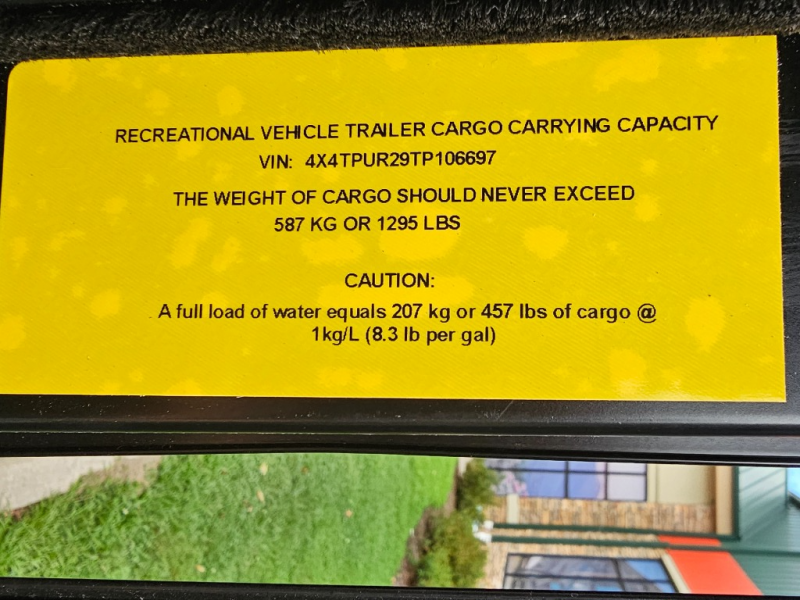 RECREATIONAL VEHICLE TRAILER CARGO CARRYING CAPACITY
VIN: 4X4TPUR29TP106697
THE WEIGHT OF CARGO SHOULD NEVER EXCEED
587 KG OR 1295 LBS
CAUTION:
A full load of water equals 207 kg or 457 lbs of cargo @
1kg/L (8.3 lb per gal)